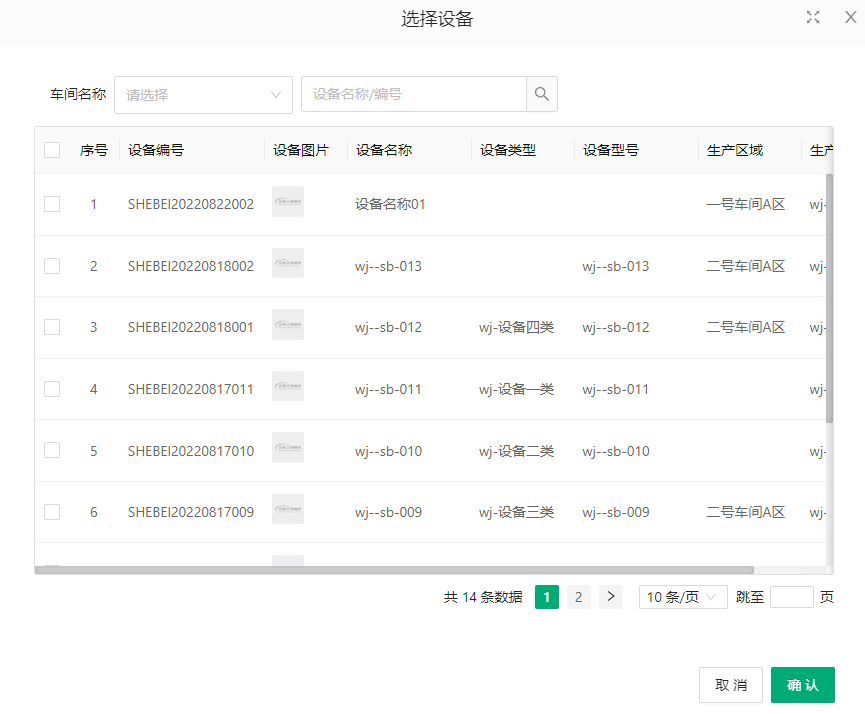 选择设备
车间名称 请选择 设备名称/编号
序号 设备编号 设备图片 设备名称 设备类型 设备型号 生产区域 生产
1 SHEBEI20220822002 设备名称01 一号车间A区 wj-
2 SHEBEI20220818002 wj--sb-013 wj--sb-013 二号车间A区 wj-
3 SHEBEI20220818001 wj--sb-012 wj-设备四类 wj--sb-012 二号车间A区 wj-
4 SHEBEI20220817011 wj--sb-011 wj-设备一类 wj--sb-011 wj-
5 SHEBEI20220817010 wj--sb-010 wj-设备二类 wj--sb-010 wj-
6 SHEBEI20220817009 wj--sb-009 wj-设备三类 wj--sb-009 二号车间A区 wj-
共 14 条数据 1 2 > 10 条/页 跳至 页
取 消 确 认